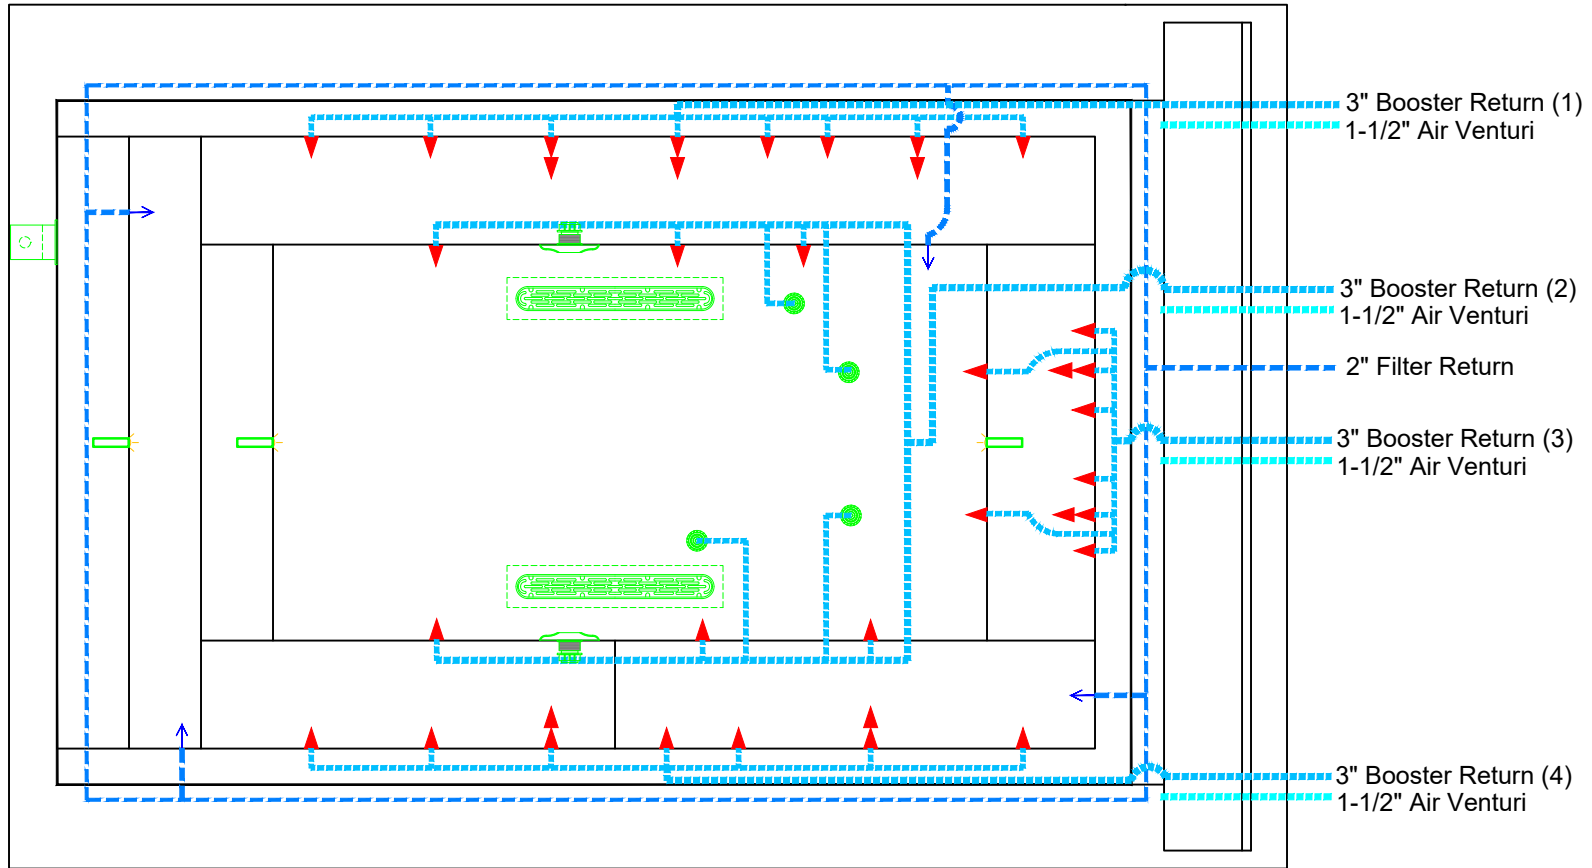 3" Booster Return (1)
1-1/2" Air Venturi
3" Booster Return (2)
1-1/2" Air Venturi
2" Filter Return
3" Booster Return (3)
1-1/2" Air Venturi
3" Booster Return (4)
1-1/2" Air Venturi